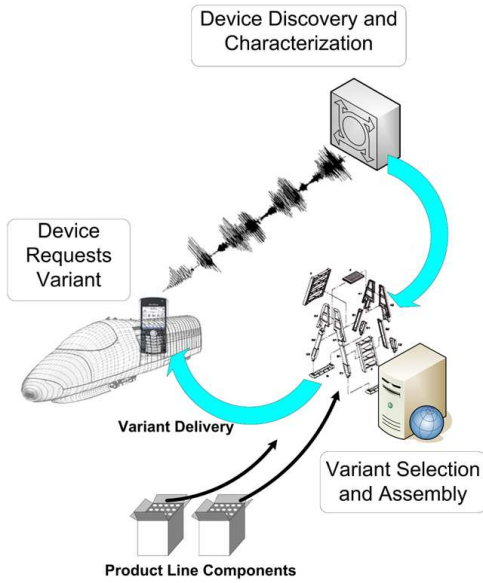 Device Discovery and
Characterization
Device
Requests
Variant
Variant Delivery
Variant Selection
and Assembly
Product Line Components